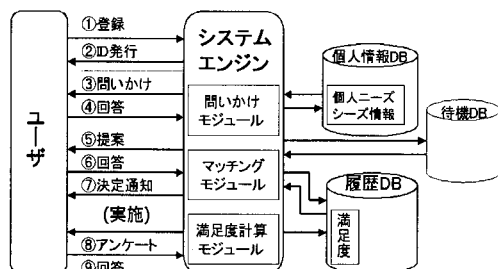 ①登録
②ID発行
③問いかけ
④回答
⑤提案
⑥回答
⑦決定通知
(実施)
⑧アンケート
⑨回答
ユーザ
システム
エンジン
問いかけ
モジュール
マッチング
モジュール
満足度計算
モジュール
個人情報DB
個人ニーズ
シーズ情報
待機DB
履歴DB
満足度